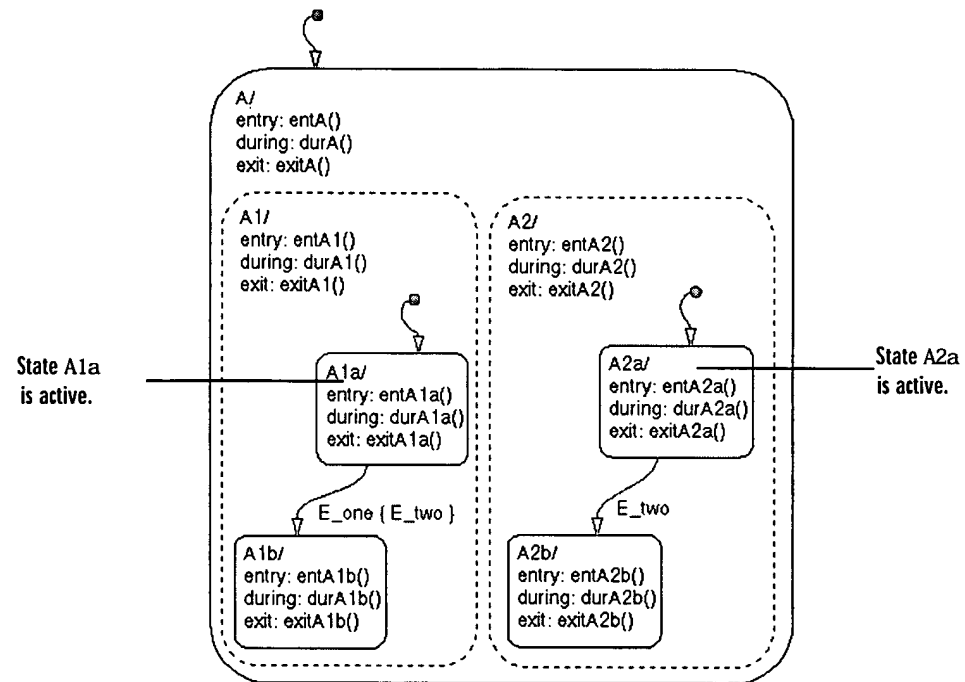 A/
entry: entA()
during: durA()
exit: exitA()
A1/
entry: entA1()
during: durA1()
exit: exitA1()
A2/
entry: entA2()
during: durA2()
exit: exitA2()
State A1a
is active.
A1a/
entry: entA1a()
during: durA1a()
exit: exitA1a()
A2a/
entry: entA2a()
during: durA2a()
exit: exitA2a()
State A2a
is active.
E_one { E_two }
E_two
A1b/
entry: entA1b()
during: durA1b()
exit: exitA1b()
A2b/
entry: entA2b()
during: durA2b()
exit: exitA2b()